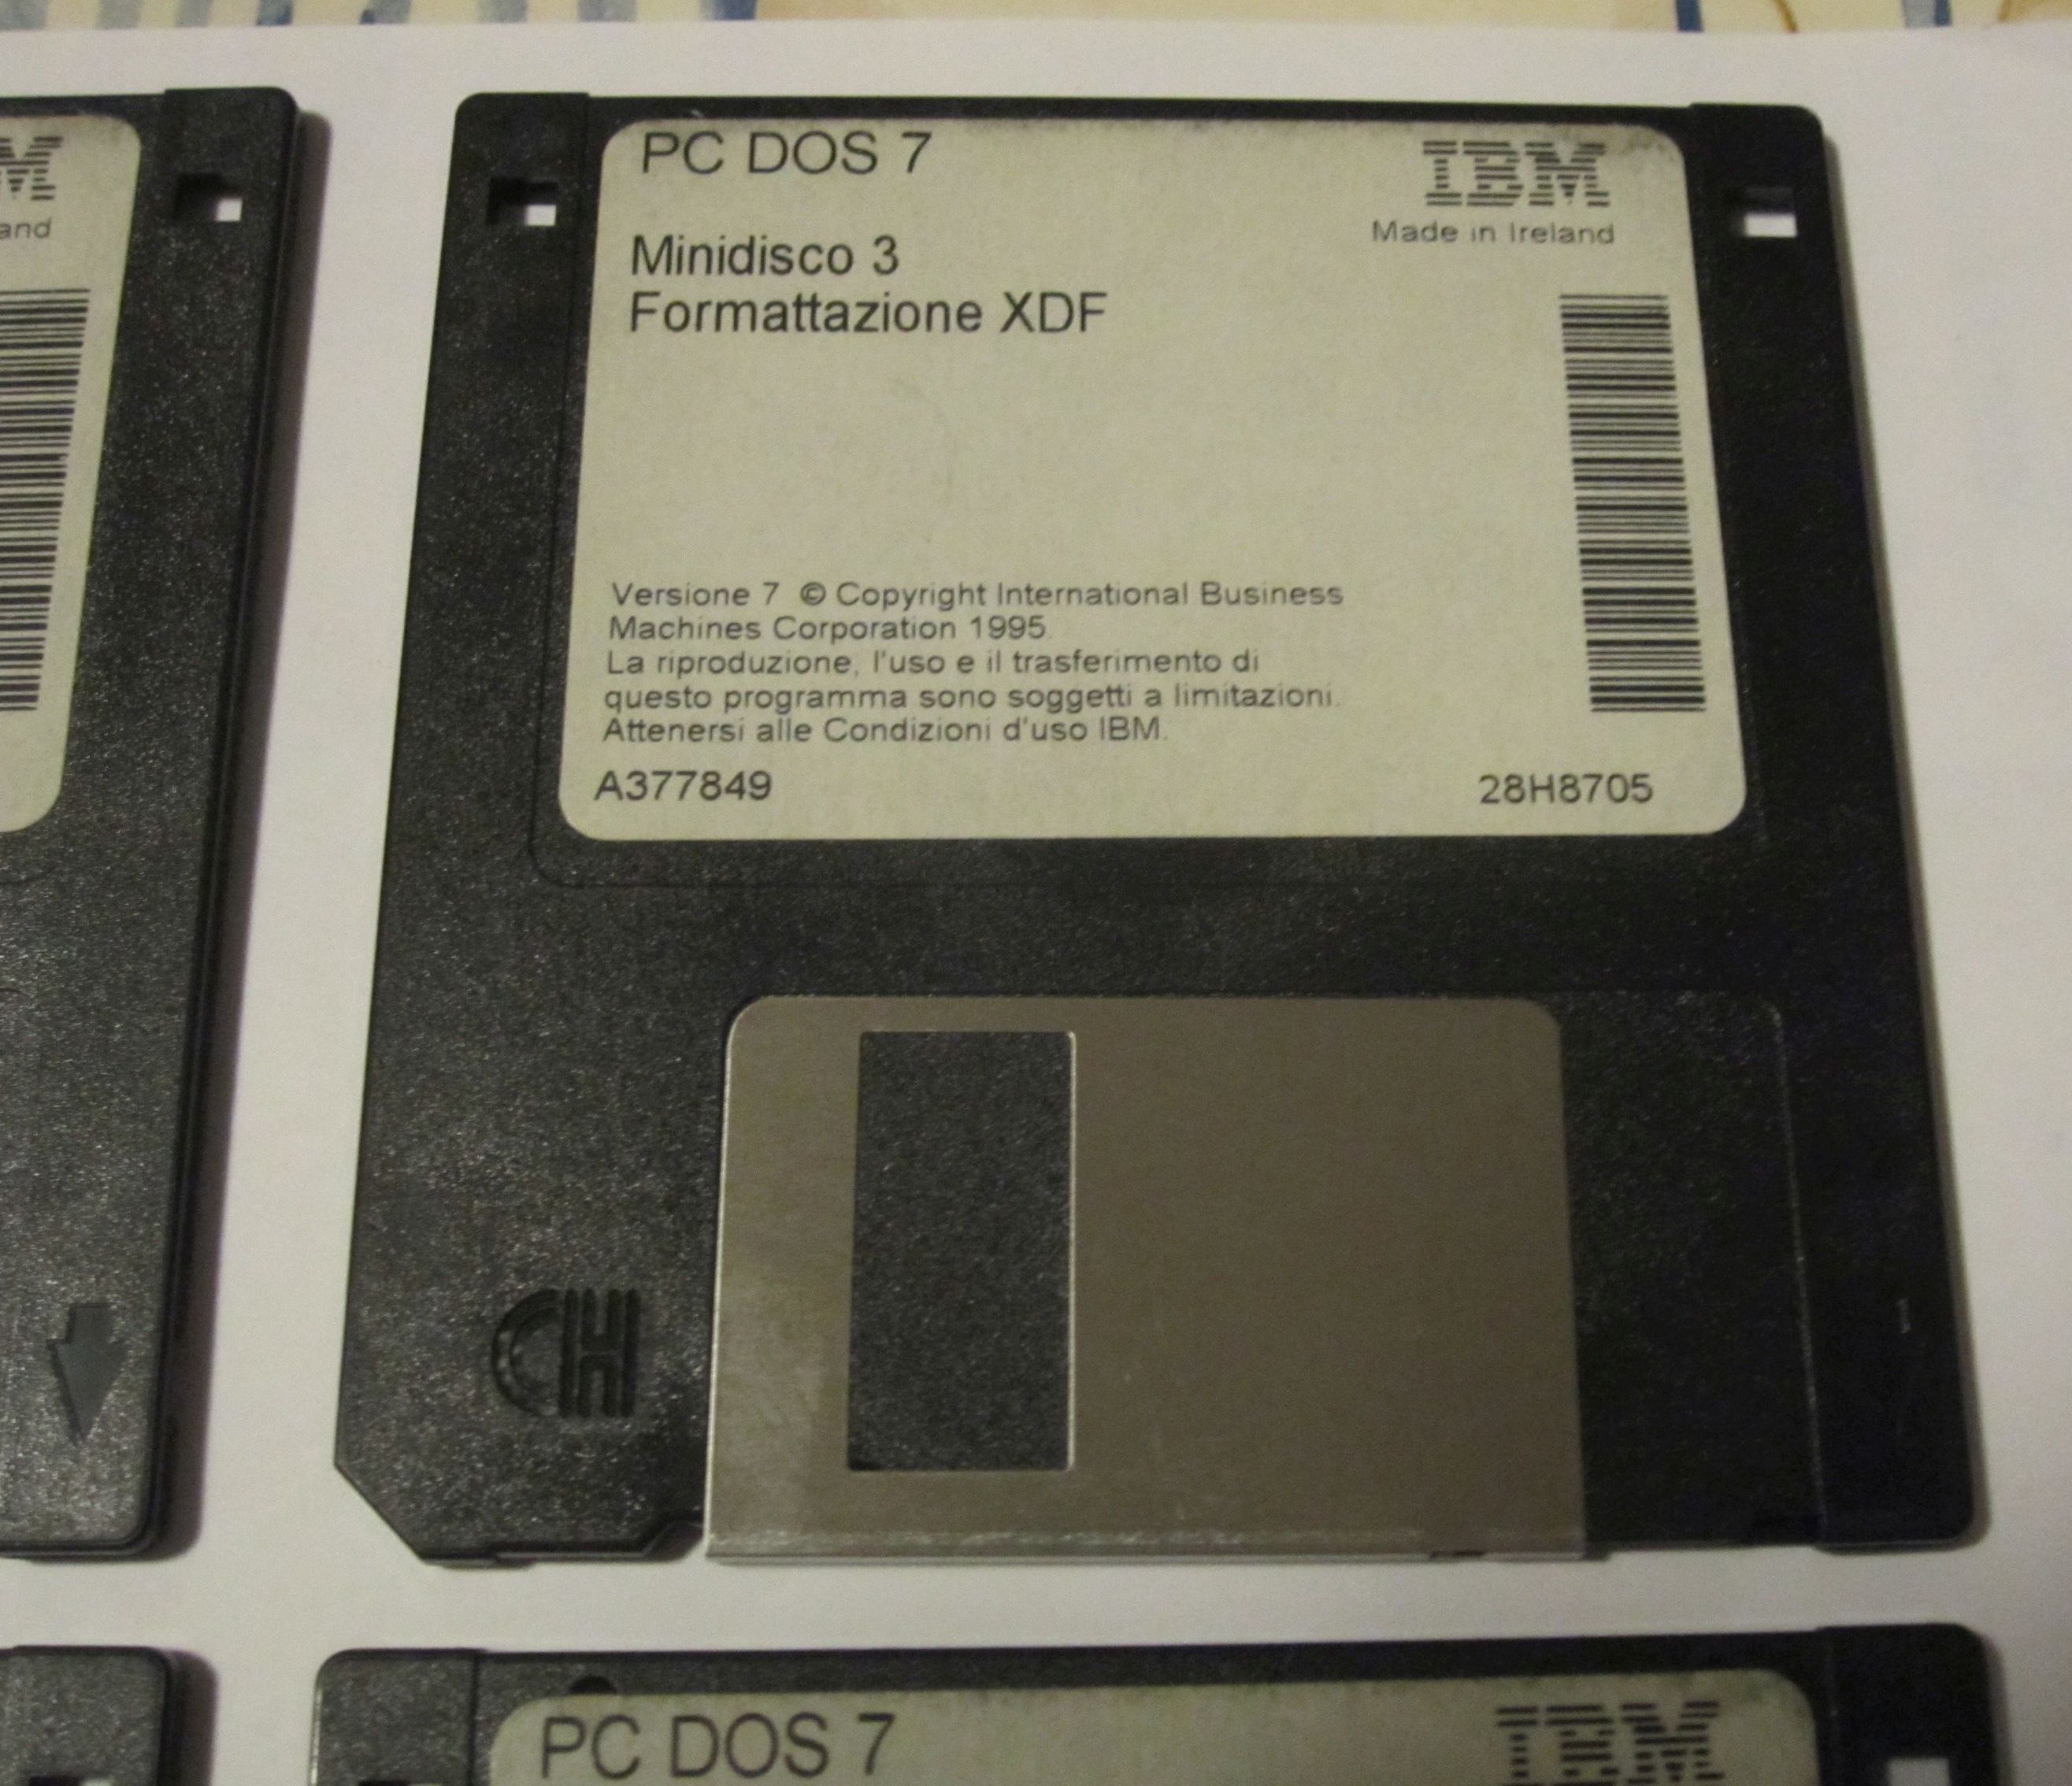 PC DOS 7
IBM
Made in Ireland
Minidisco 3
Formattazione XDF
Versione 7 © Copyright International Business
Machines Corporation 1995.
La riproduzione, l'uso e il trasferimento di
questo programma sono soggetti a limitazioni.
Attenersi alle Condizioni d'uso IBM.
A377849
28H8705
PC DOS 7
IBM